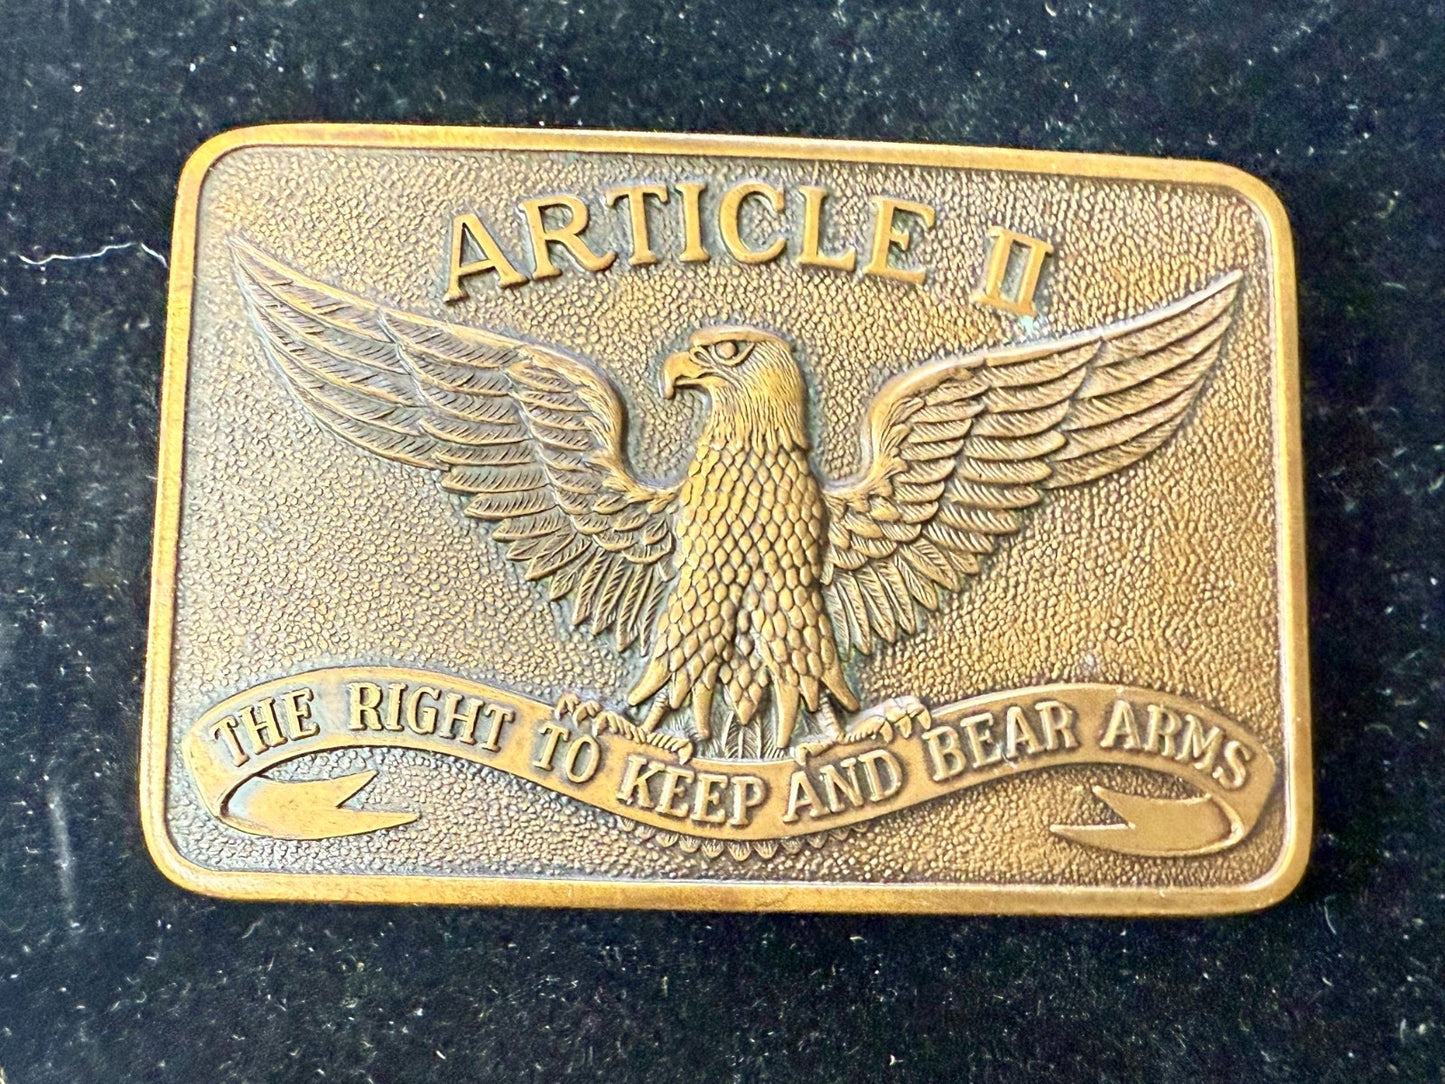 ARTICLE II
THE RIGHT TO KEEP AND BEAR ARMS